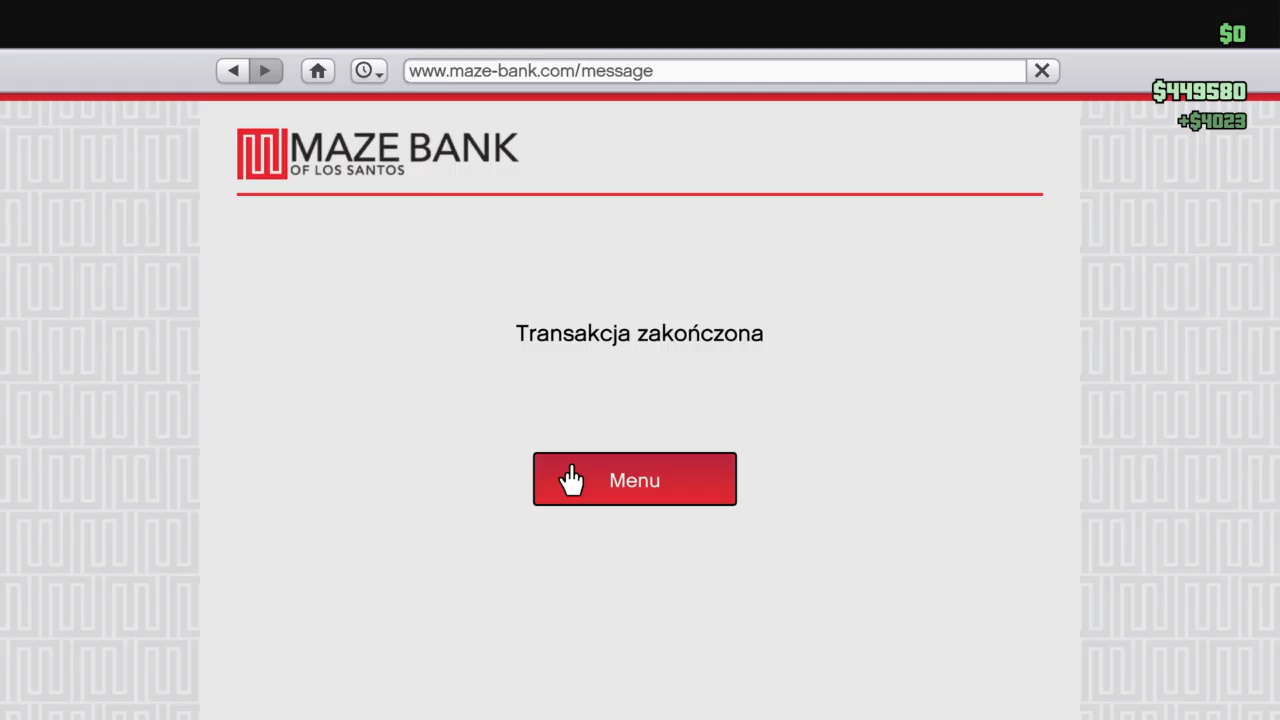 $0
www.maze-bank.com/message
$449580
+$4023
MAZE BANK
OF LOS SANTOS
Transakcja zakończona
Menu